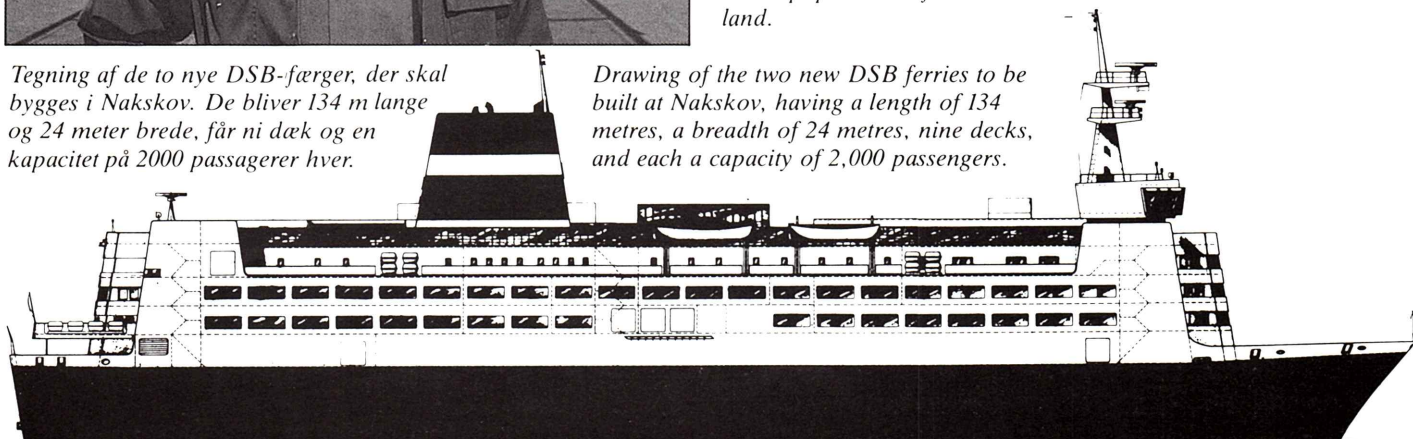 land.
Tegning af de to nye DSB-færger, der skal
bygges i Nakskov. De bliver 134 m lange
og 24 meter brede, får ni dæk og en
kapacitet på 2000 passagerer hver.
Drawing of the two new DSB ferries to be
built at Nakskov, having a length of 134
metres, a breadth of 24 metres, nine decks,
and each a capacity of 2,000 passengers.